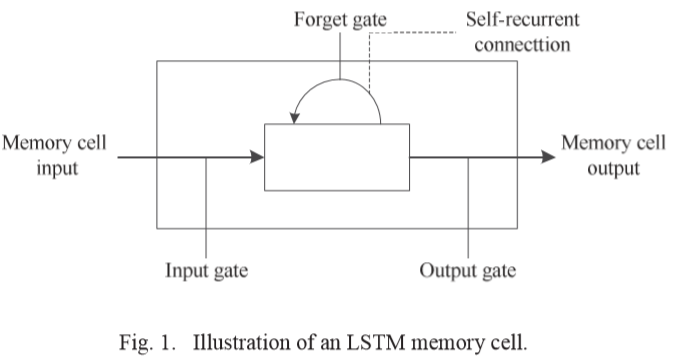 Forget gate
Self-recurrent
connecttion
Memory cell
input
Memory cell
output
Input gate
Output gate
Fig. 1. Illustration of an LSTM memory cell.